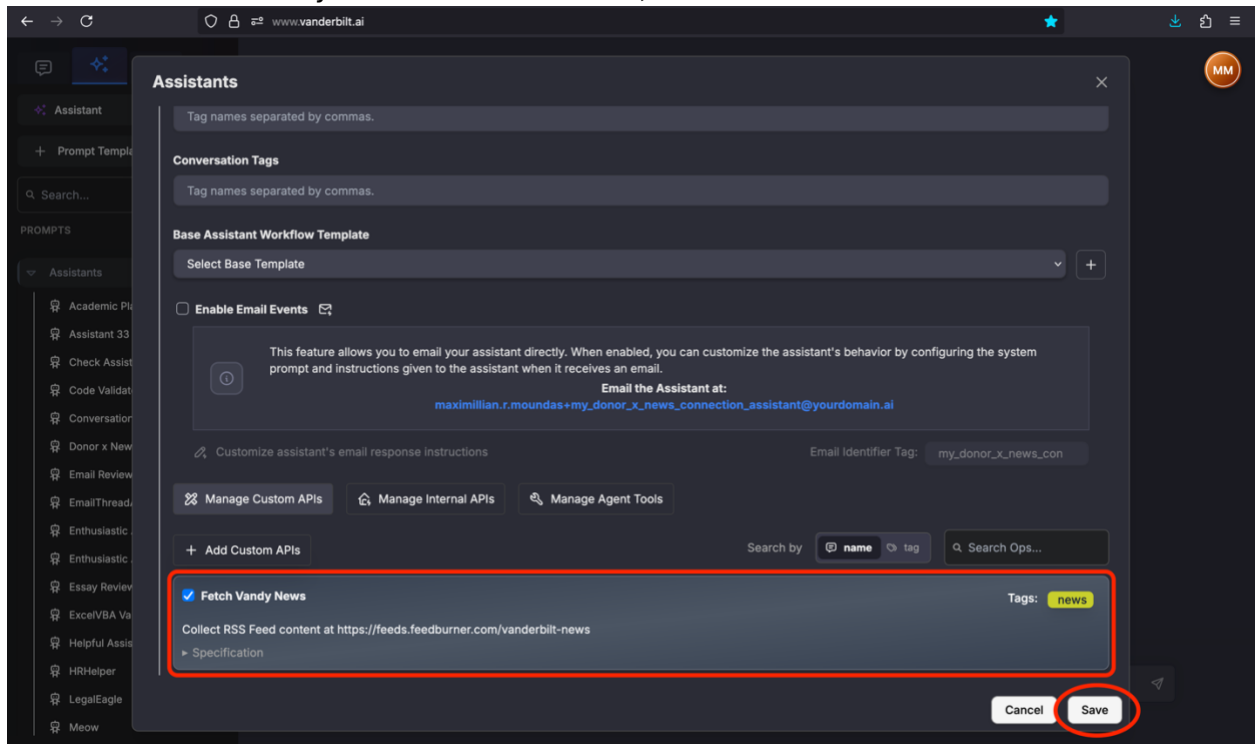 www.vanderbilt.ai
MM
Assistants
Assistant
Tag names separated by commas.
Prompt
Conversation Tags
Search...
Tag names separated by commas.
PROMPTS
Base Assistant Workflow Template
Assistants
Select Base Template
+
Academic
Enable Email Events
Assistant 33
This feature allows you to email your assistant directly. When enabled, you can customize the assistant's behavior by configuring the system
prompt and instructions given to the assistant when it receives an email.
Check
Email the Assistant at:
Code
maximillian.r.moundas+my_donor_x_news_connection_assistant@yourdomain.ai
Conversation
Donor x New
Customize assistant's email response instructions
Email Identifier Tag:
my_donor_x_news_con
Email Review
EmailThread
Manage Custom APIs
Manage Internal APIs
Manage Agent Tools
Enthusiastic
+ Add Custom APIs
Search by
name
tag
Search Ops...
Enthusiastic
Essay Review
Fetch Vandy News
Tags: news
ExcelVBA Va
Collect RSS Feed content at https://feeds.feedburner.com/vanderbilt-news
Helpful Assis
Specification
HRHelper
LegalEagle
Cancel
Save
Meow